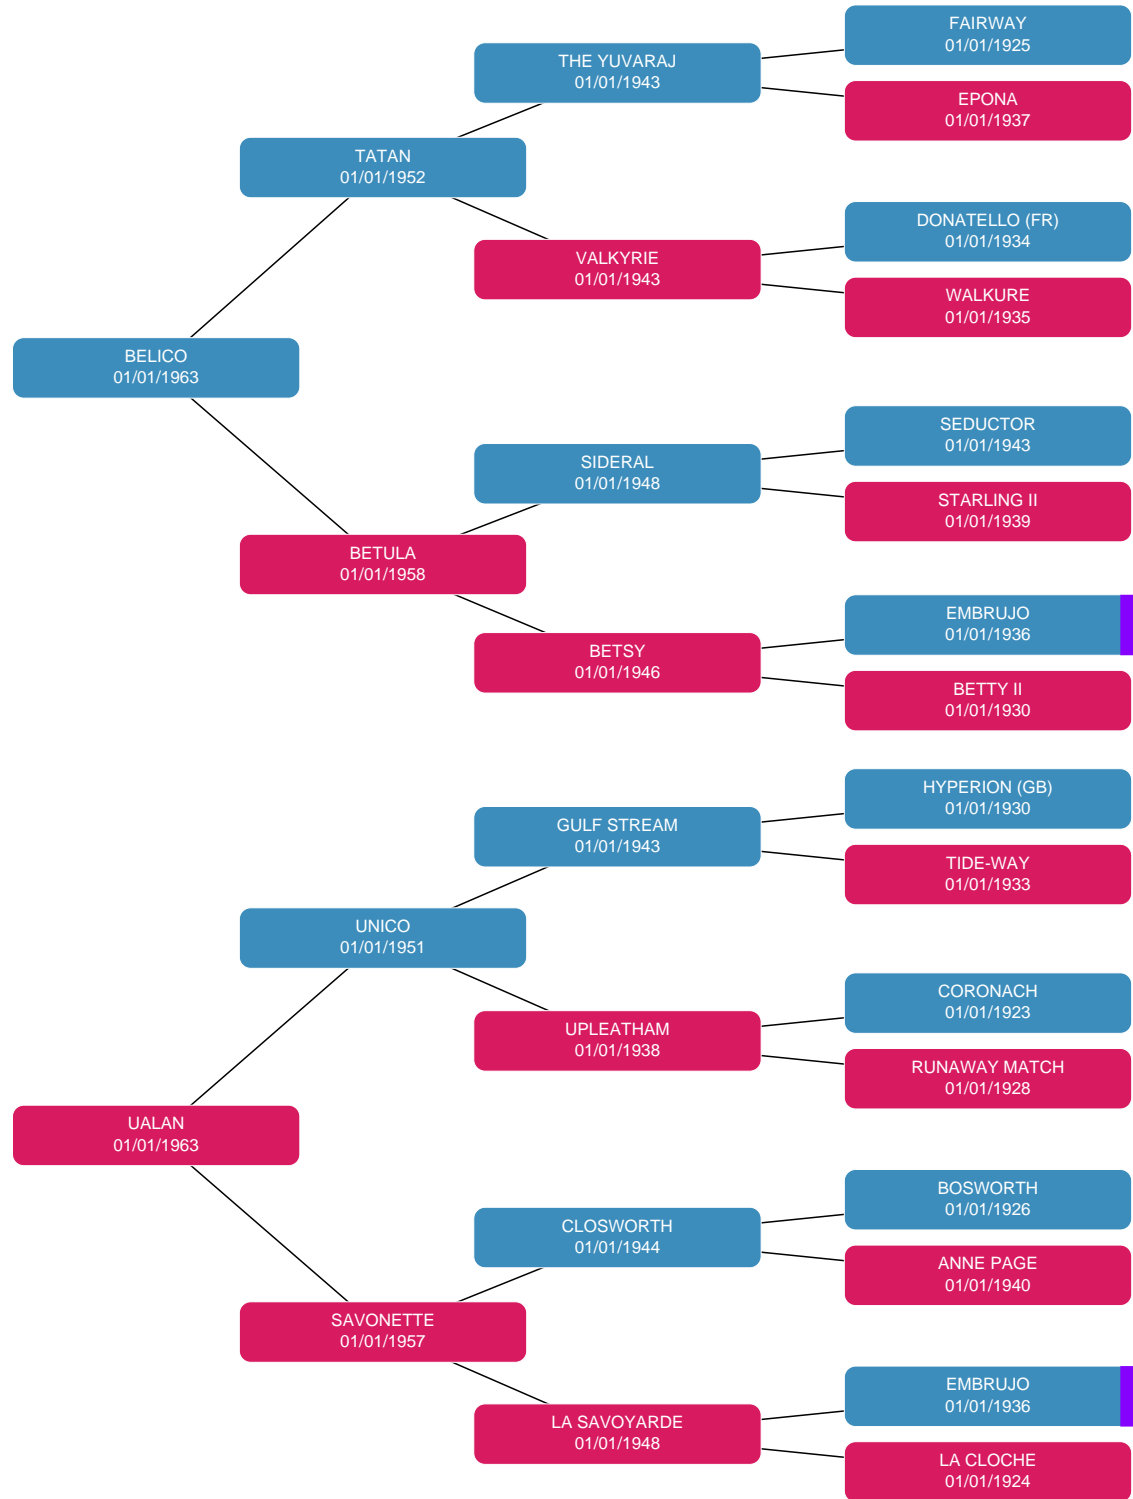 FAIRWAY
01/01/1925
THE YUVARAJ
01/01/1943
EPONA
01/01/1937
TATAN
01/01/1952
DONATELLO (FR)
01/01/1934
VALKYRIE
01/01/1943
WALKURE
01/01/1935
BELICO
01/01/1963
SEDUCTOR
01/01/1943
SIDERAL
01/01/1948
STARLING II
01/01/1939
BETULA
01/01/1958
EMBRUJO
01/01/1936
BETSY
01/01/1946
BETTY II
01/01/1930
HYPERION (GB)
01/01/1930
GULF STREAM
01/01/1943
TIDE-WAY
01/01/1933
UNICO
01/01/1951
CORONACH
01/01/1923
UPLEATHAM
01/01/1938
RUNAWAY MATCH
01/01/1928
UALAN
01/01/1963
BOSWORTH
01/01/1926
CLOSWORTH
01/01/1944
ANNE PAGE
01/01/1940
SAVONETTE
01/01/1957
EMBRUJO
01/01/1936
LA SAVOYARDE
01/01/1948
LA CLOCHE
01/01/1924